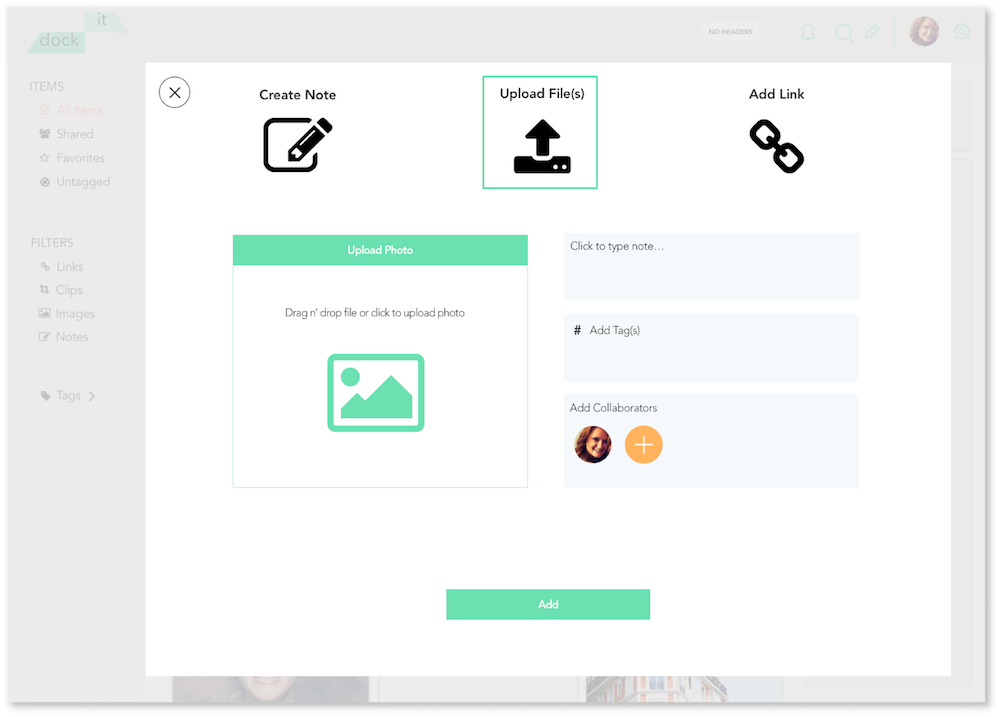 dock it
NO HEADERS
ITEMS
All Items
Shared
Favorites
Untagged
FILTERS
Links
Clips
Images
Notes
Tags
Create Note
Upload File(s)
Add Link
Upload Photo
Drag n' drop file or click to upload photo
Click to type note...
# Add Tag(s)
Add Collaborators
Add